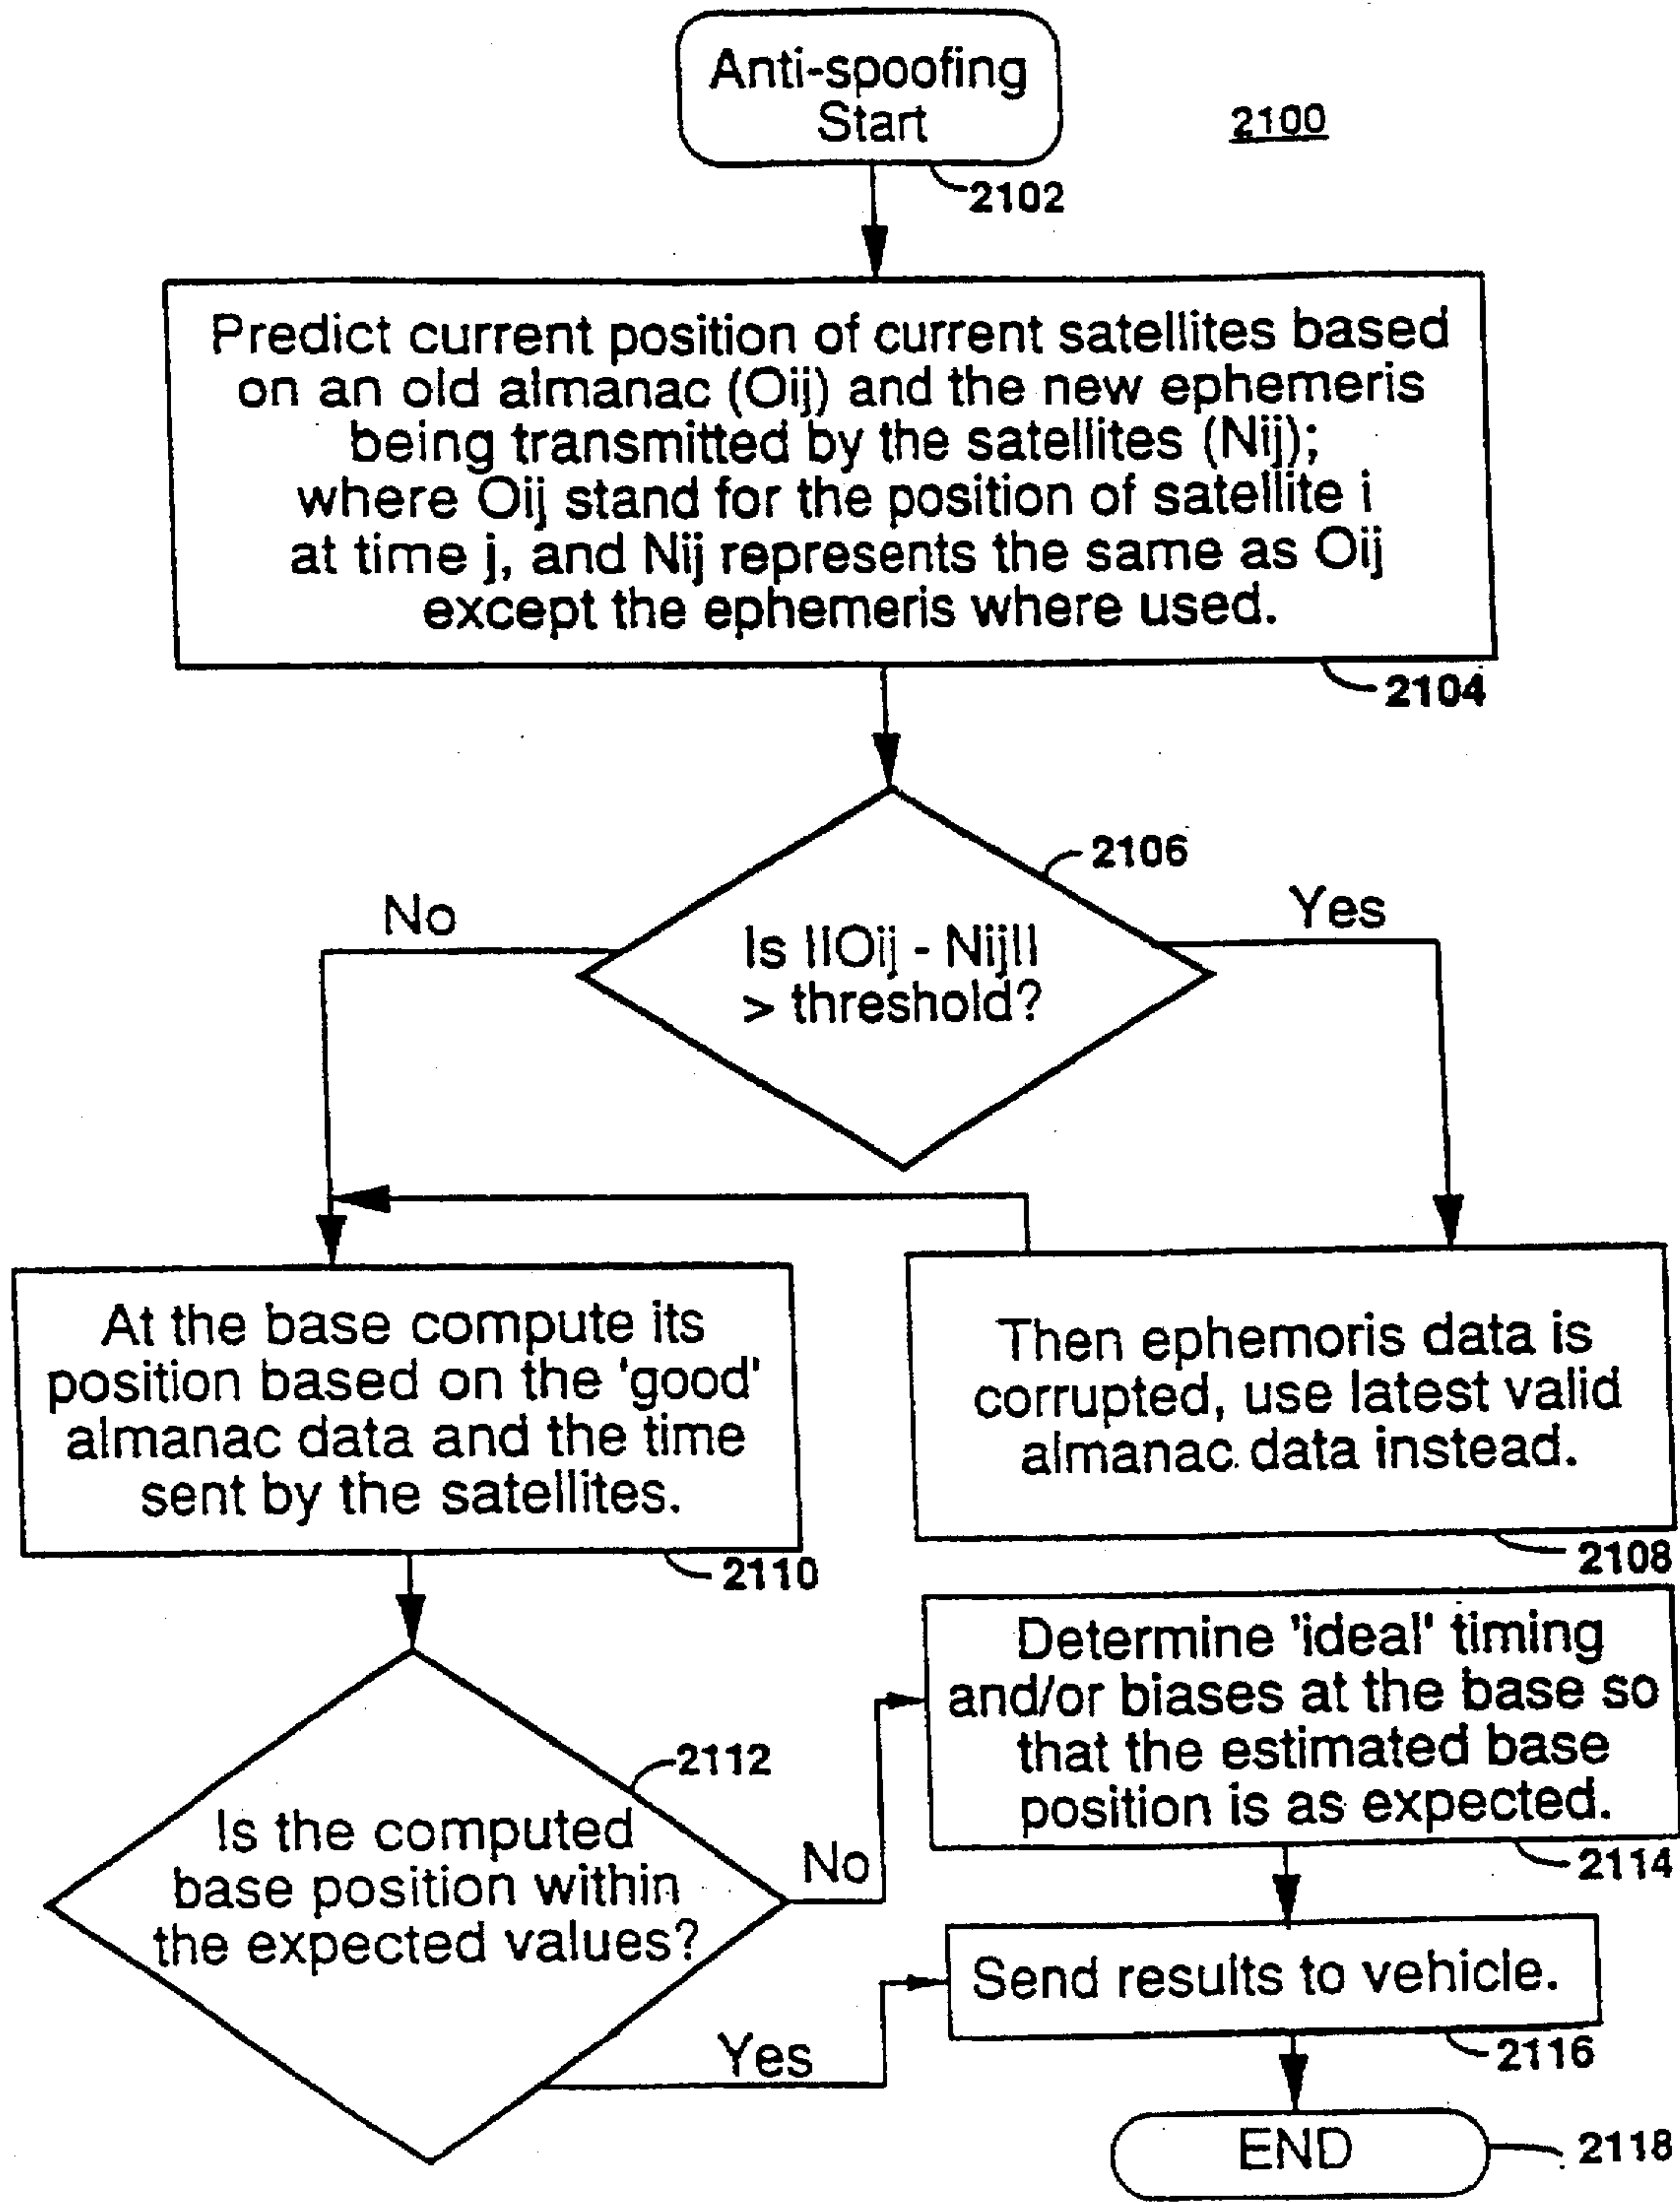 Anti-spoofing
Start
2100
2102
Predict current position of current satellites based
on an old almanac (Oij) and the new ephemeris
being transmitted by the satellites (Nij);
where Oij stand for the position of satellite i
at time j, and Nij represents the same as Oij
except the ephemeris where used.
2104
2106
No
Yes
Is IIOij - NijII
> threshold?
At the base compute its
position based on the 'good'
almanac data and the time
sent by the satellites.
2110
Then ephemoris data is
corrupted, use latest valid
almanac data instead.
2108
2112
Is the computed
base position within
the expected values?
No
Yes
Determine 'ideal' timing
and/or biases at the base so
that the estimated base
position is as expected.
2114
Send results to vehicle.
2116
END
2118